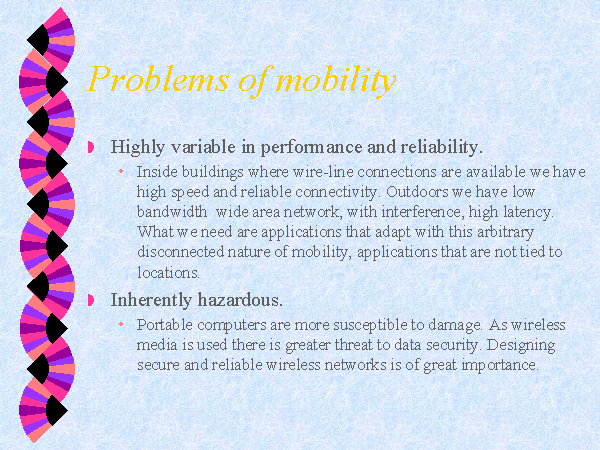 Problems of mobility
Highly variable in performance and reliability.
Inside buildings where wire-line connections are available we have
high speed and reliable connectivity. Outdoors we have low
bandwidth wide area network, with interference, high latency.
What we need are applications that adapt with this arbitrary
disconnected nature of mobility, applications that are not tied to
locations.
Inherently hazardous.
Portable computers are more susceptible to damage. As wireless
media is used there is greater threat to data security. Designing
secure and reliable wireless networks is of great importance.